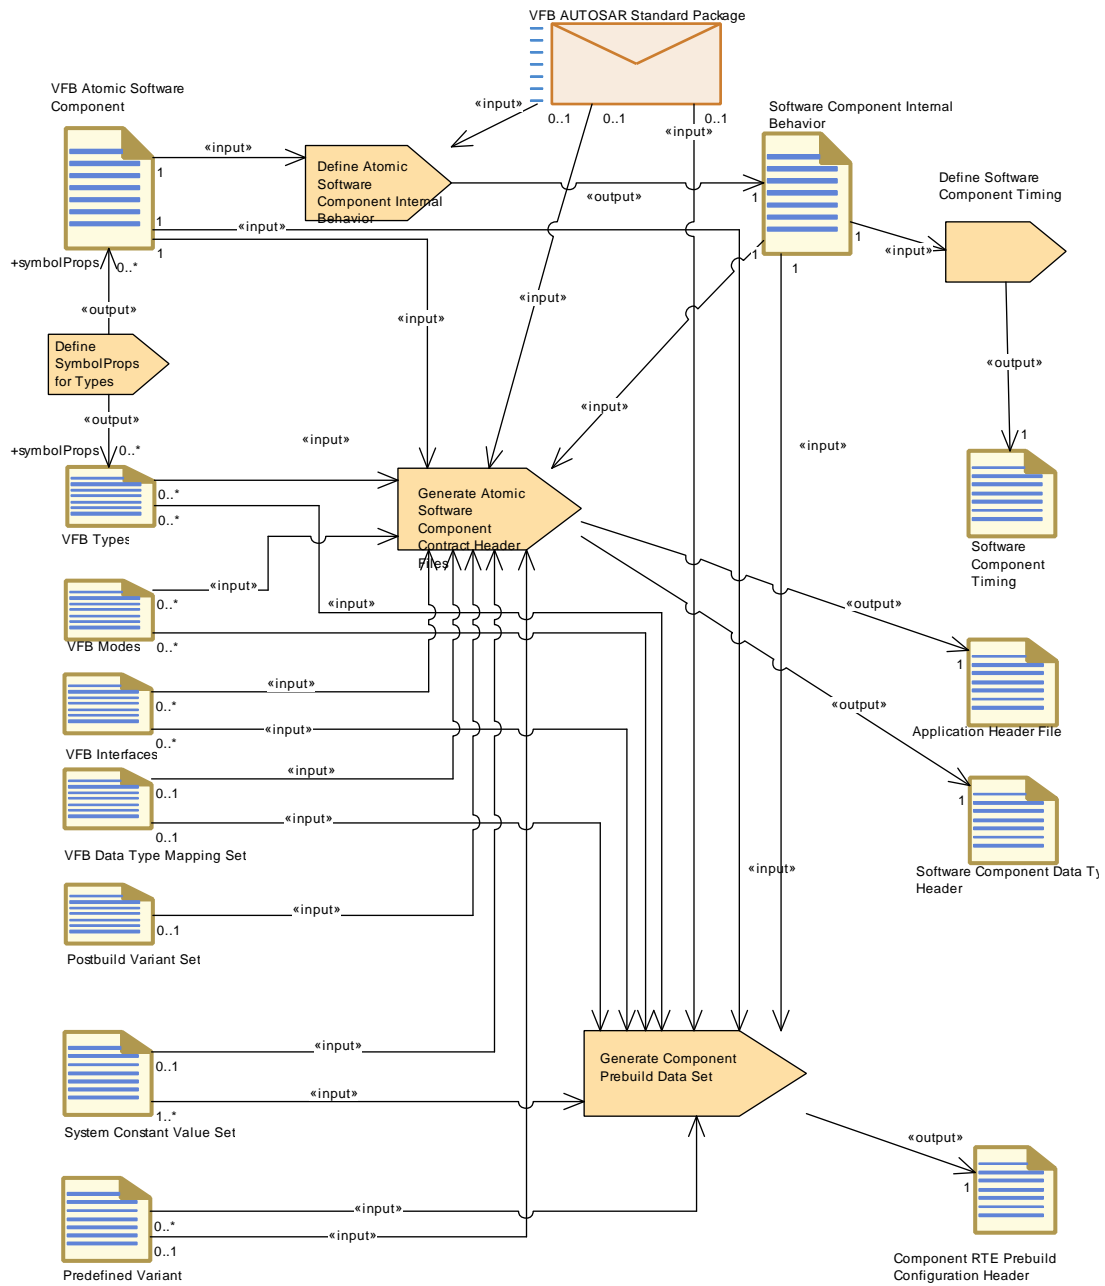 VFB AUTOSAR Standard Package
VFB Atomic Software
Component
«input»
0..1
0..1
«input»
0..1
Software Component Internal
Behavior
«input»
1
Define Atomic
Software
Component Internal
Behavior
«output»
1
Define Software
Component Timing
1
«input»
1
«input»
1
1
1
+symbolProps
0..*
«output»
«input»
«input»
Define
SymbolProps
for Types
«output»
«output»
«input»
+symbolProps
0..*
«input»
«input»
1
0..*
0..*
VFB Types
Generate Atomic
Software
Component
Contract Header
Files
Software
Component
Timing
«input»
0..*
«input»
«output»
VFB Modes
0..*
1
«input»
0..*
«output»
Application Header File
0..*
«input»
VFB Interfaces
«input»
0..1
1
«input»
0..1
VFB Data Type Mapping Set
«input»
Software Component Data Ty
Header
«input»
0..1
Postbuild Variant Set
«input»
0..1
Generate Component
Prebuild Data Set
«input»
1..*
System Constant Value Set
«output»
1
«input»
0..*
«input»
0..1
Predefined Variant
Component RTE Prebuild
Configuration Header